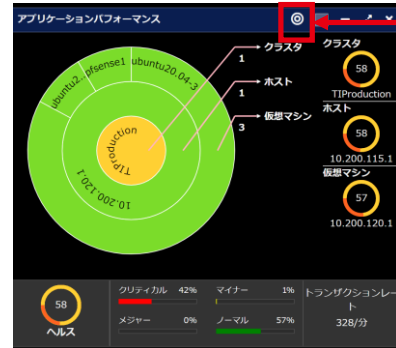 アプリケーションパフォーマンス
クラスタ
1
ホスト
1
仮想マシン
3
ubuntu2...
pfsense1
ubuntu20.04-3
TIProduction
10.200.120.1
クラスタ
58
TIProduction
ホスト
58
10.200.115.1
仮想マシン
57
10.200.120.1
58
ヘルス
クリティカル 42%
マイナー 1%
メジャー 0%
ノーマル 57%
トランザクションレー
ト
328/分